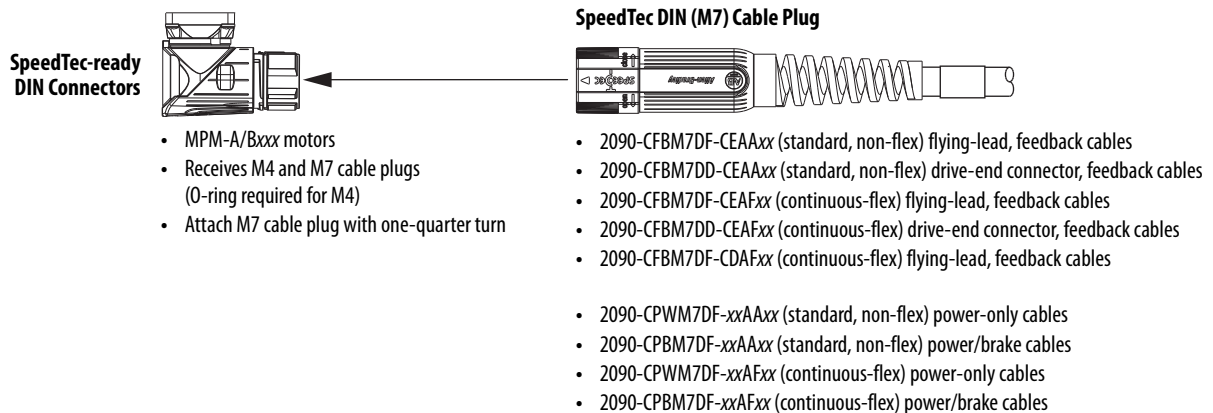 SpeedTec DIN (M7) Cable Plug
SpeedTec-ready
DIN Connectors
Allen-Bradley
AB
• MPM-A/Bxxx motors
• Receives M4 and M7 cable plugs
(O-ring required for M4)
• Attach M7 cable plug with one-quarter turn
• 2090-CFBM7DF-CEAAxx (standard, non-flex) flying-lead, feedback cables
• 2090-CFBM7DD-CEAAxx (standard, non-flex) drive-end connector, feedback cables
• 2090-CFBM7DF-CEAFxx (continuous-flex) flying-lead, feedback cables
• 2090-CFBM7DD-CEAFxx (continuous-flex) drive-end connector, feedback cables
• 2090-CFBM7DF-CDAFxx (continuous-flex) flying-lead, feedback cables
• 2090-CPWM7DF-xxAAxx (standard, non-flex) power-only cables
• 2090-CPBM7DF-xxAAxx (standard, non-flex) power/brake cables
• 2090-CPWM7DF-xxAFxx (continuous-flex) power-only cables
• 2090-CPBM7DF-xxAFxx (continuous-flex) power/brake cables